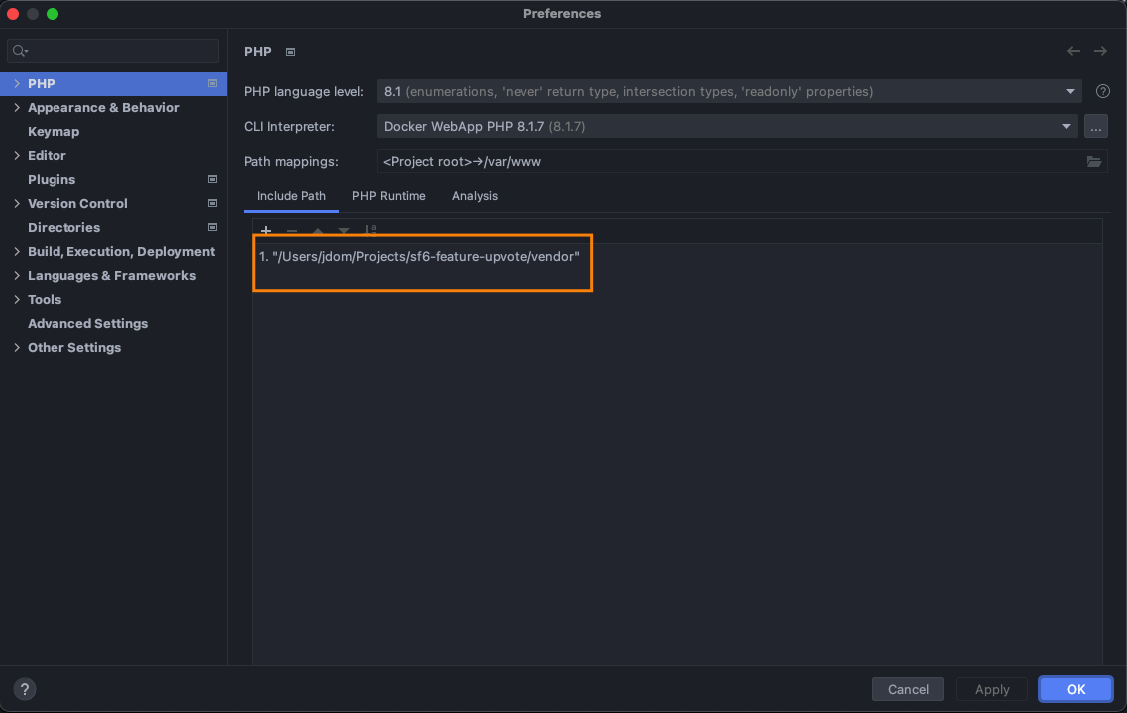 Preferences
PHP
Appearance & Behavior
Keymap
Editor
Plugins
Version Control
Directories
Build, Execution, Deployment
Languages & Frameworks
Tools
Advanced Settings
Other Settings
PHP
PHP language level:
8.1 (enumerations, 'never' return type, intersection types, 'readonly' properties)
?
CLI Interpreter:
Docker WebApp PHP 8.1.7 (8.1.7)
...
Path mappings:
<Project root>→/var/www
Include Path
PHP Runtime
Analysis
1. "/Users/jdom/Projects/sf6-feature-upvote/vendor"
?
Cancel
Apply
OK